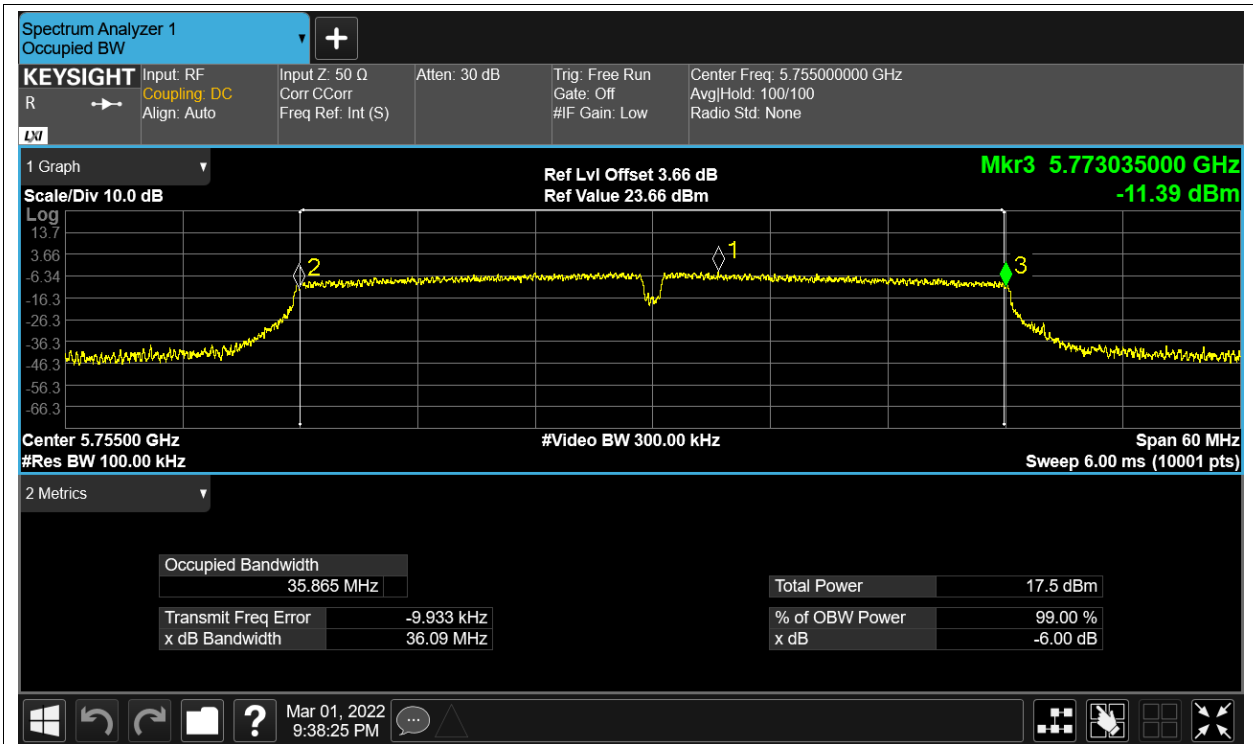 Spectrum Analyzer 1
Occupied BW
KEYSIGHT
R
LXI
Input: RF
Coupling: DC
Align: Auto
Input Z: 50 Ω
Corr CCorr
Freq Ref: Int (S)
Atten: 30 dB
Trig: Free Run
Gate: Off
#IF Gain: Low
Center Freq: 5.755000000 GHz
Avg|Hold: 100/100
Radio Std: None
1 Graph
Scale/Div 10.0 dB
Ref Lvl Offset 3.66 dB
Ref Value 23.66 dBm
Mkr3 5.773035000 GHz
-11.39 dBm
Log
13.7
3.66
-6.34
-16.3
-26.3
-36.3
-46.3
-56.3
-66.3
2
1
3
Center 5.75500 GHz
#Video BW 300.00 kHz
Span 60 MHz
#Res BW 100.00 kHz
Sweep 6.00 ms (10001 pts)
2 Metrics
Occupied Bandwidth
35.865 MHz
Total Power 17.5 dBm
Transmit Freq Error -9.933 kHz
% of OBW Power 99.00 %
x dB Bandwidth 36.09 MHz
x dB -6.00 dB
?
Mar 01, 2022
9:38:25 PM